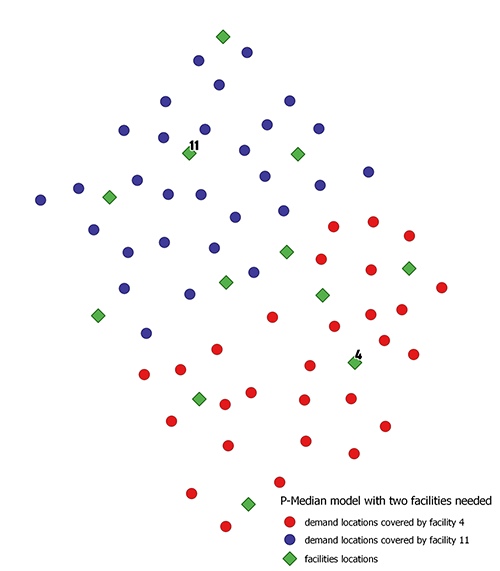 11
4
P-Median model with two facilities needed
demand locations covered by facility 4
demand locations covered by facility 11
facilities locations